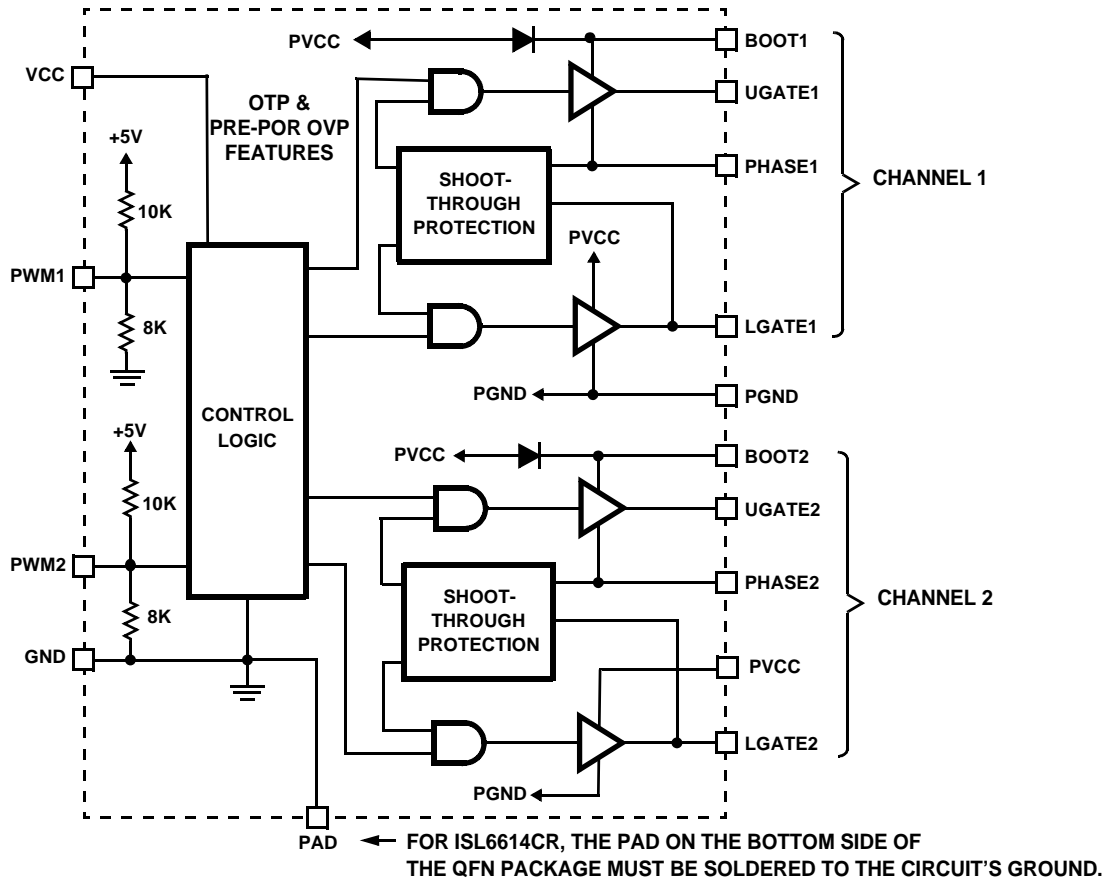 PVCC
BOOT1
VCC
OTP &
PRE-POR OVP
FEATURES
UGATE1
+5V
10K
SHOOT-
THROUGH
PROTECTION
PHASE1
CHANNEL 1
PVCC
PWM1
8K
LGATE1
PGND
PGND
CONTROL
LOGIC
+5V
PVCC
BOOT2
10K
UGATE2
PWM2
PHASE2
SHOOT-
THROUGH
PROTECTION
CHANNEL 2
8K
GND
PVCC
LGATE2
PGND
PAD
FOR ISL6614CR, THE PAD ON THE BOTTOM SIDE OF
THE QFN PACKAGE MUST BE SOLDERED TO THE CIRCUIT'S GROUND.